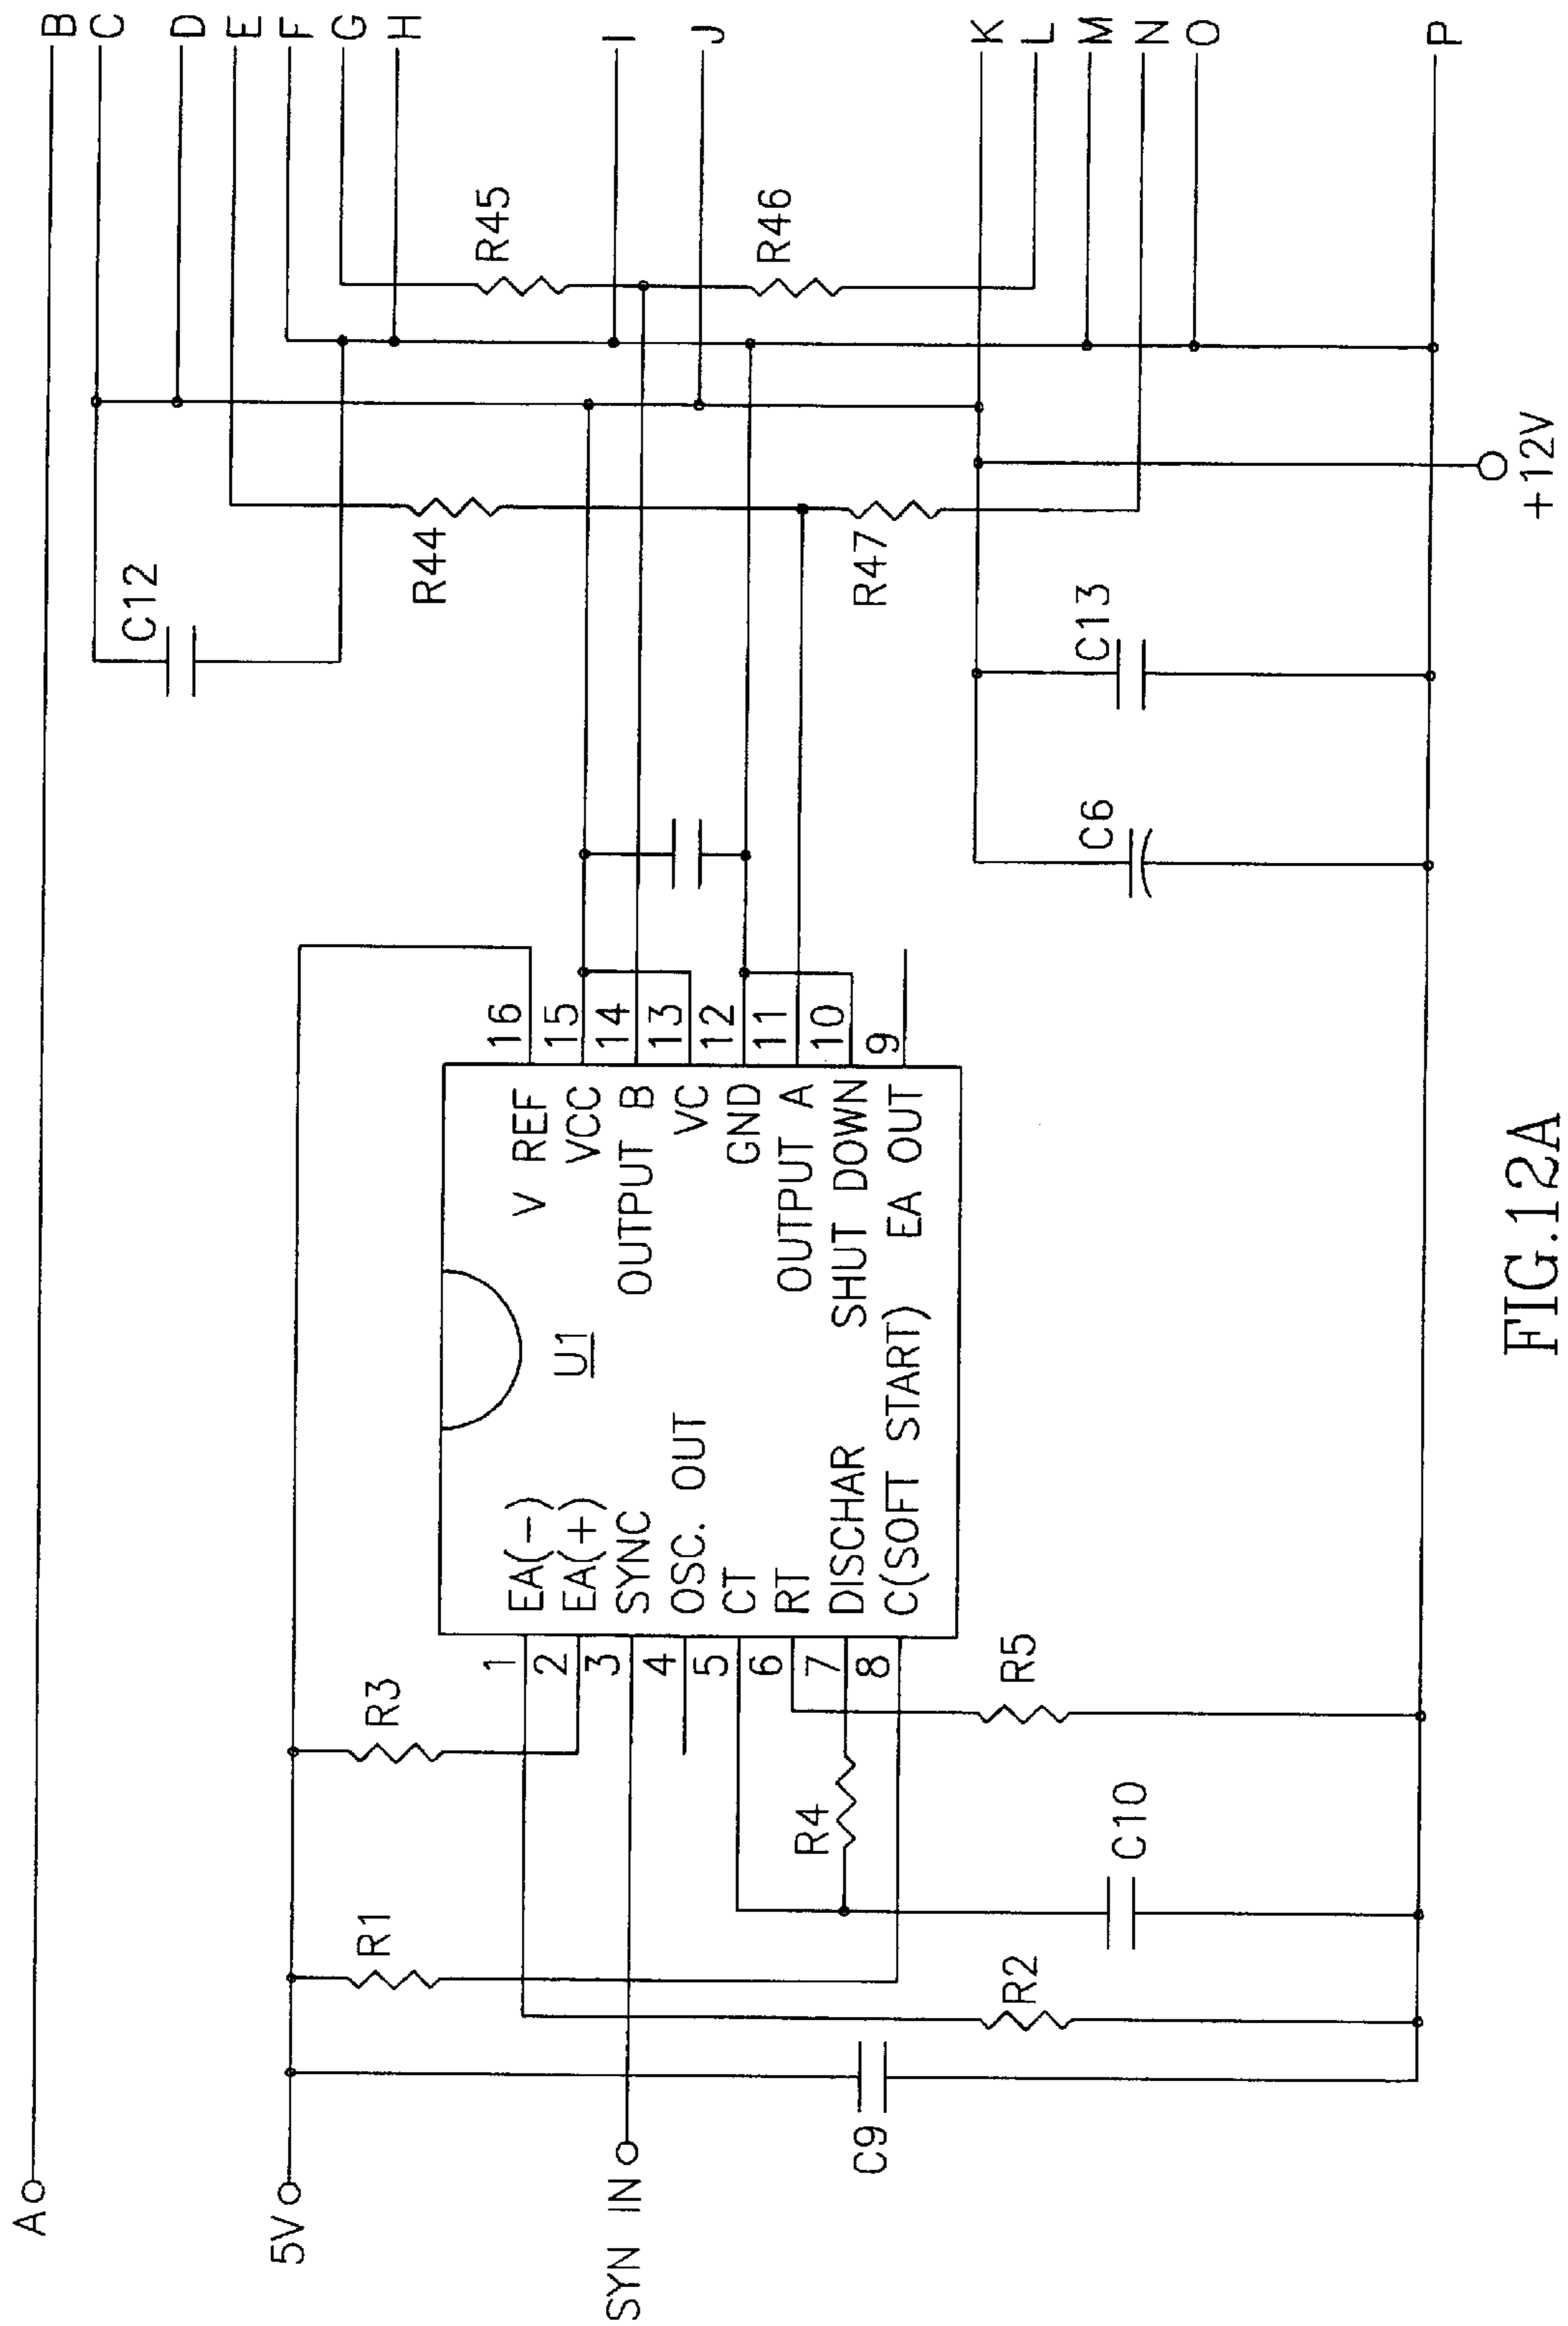 A
B
C
D
E
F
G
H
I
J
K
L
M
N
O
P
5V
SYN IN
+12V
R1
R3
C9
R2
R4
C10
R5
C12
R44
R45
R46
R47
C6
C13
U1
1 EA(-)
2 EA(+)
3 SYNC
4 OSC. OUT
5 CT
6 RT
7 DISCHAR
8 C(SOFT START)
V REF 16
VCC 15
OUTPUT B 14
VC 13
GND 12
OUTPUT A 11
SHUT DOWN 10
EA OUT 9
FIG.12A